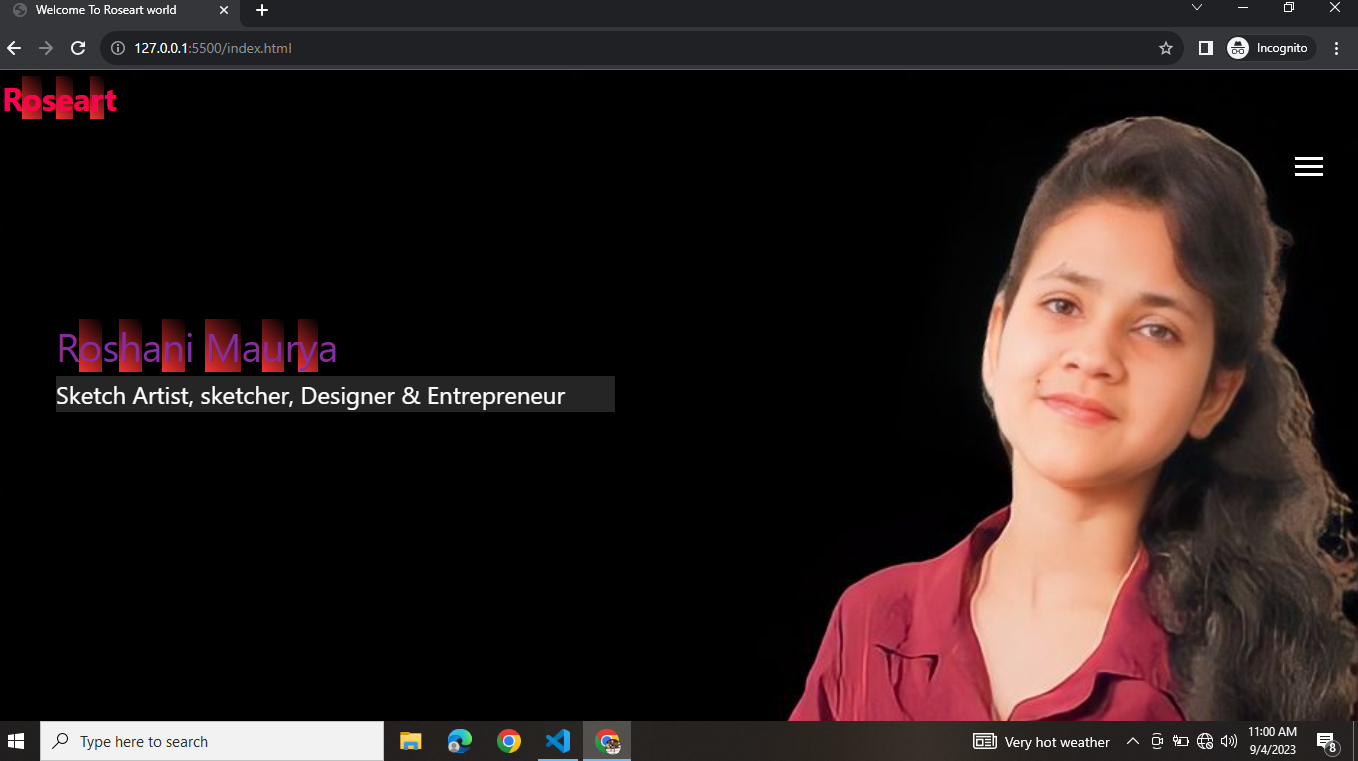 Welcome To Roseart world
127.0.0.1:5500/index.html
Incognito
Roseart
Roshani Maurya
Sketch Artist, sketcher, Designer & Entrepreneur
Type here to search
Very hot weather
11:00 AM
9/4/2023
8